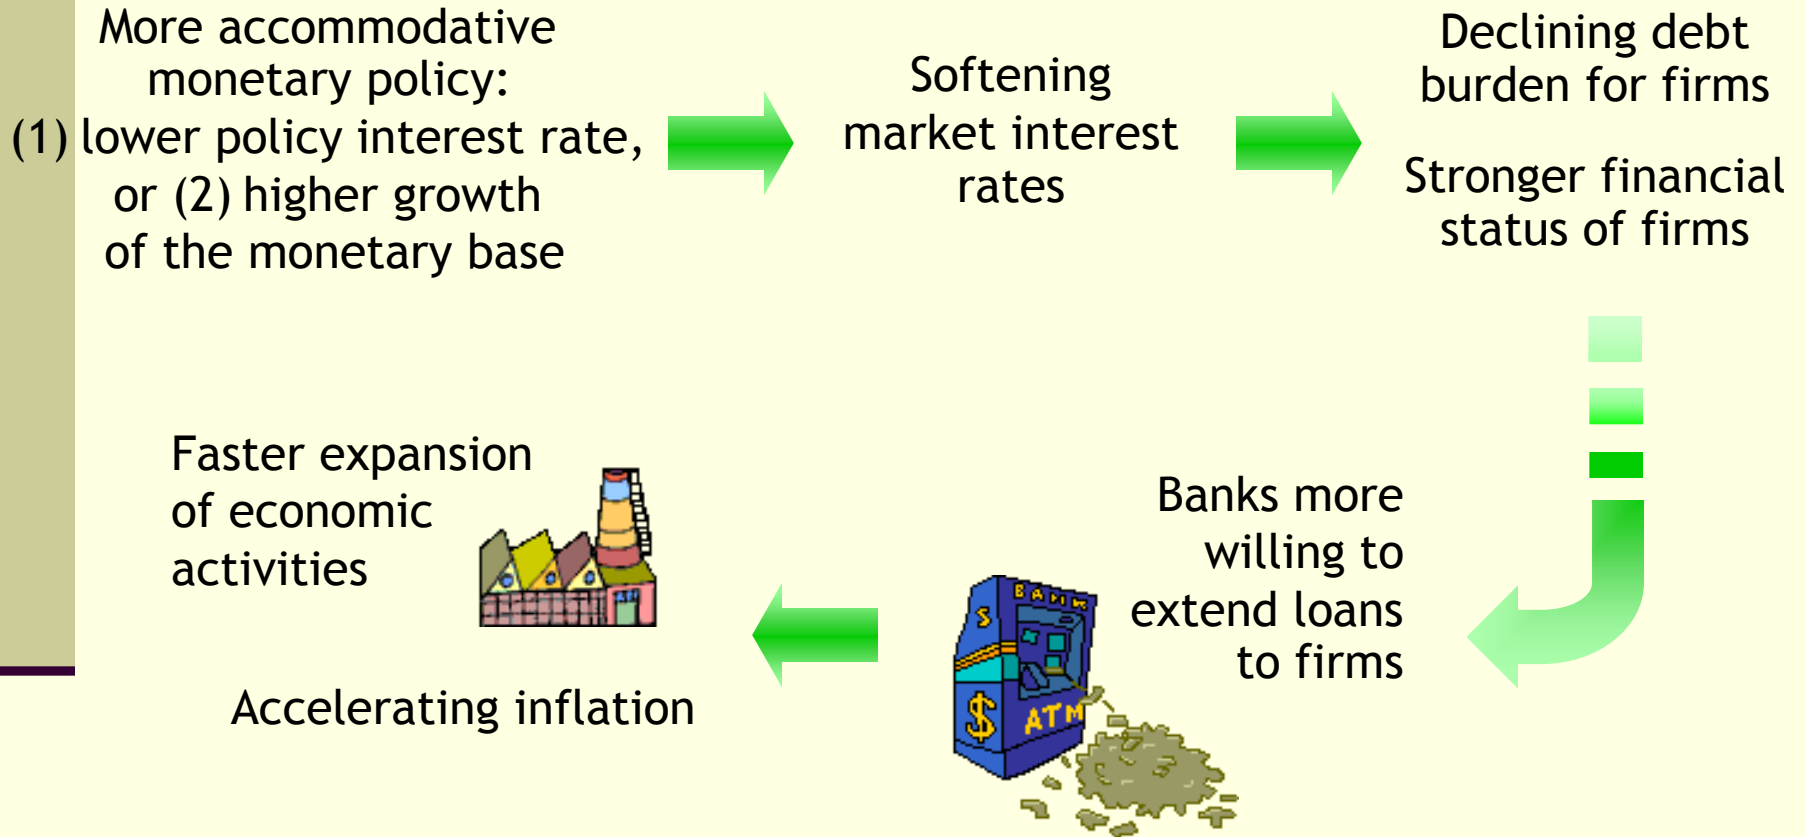 More accommodative
monetary policy:
(1) lower policy interest rate,
or (2) higher growth
of the monetary base
Softening
market interest
rates
Declining debt
burden for firms
Stronger financial
status of firms
Banks more
willing to
extend loans
to firms
BANK
$
$
ATM
Faster expansion
of economic
activities
Accelerating inflation